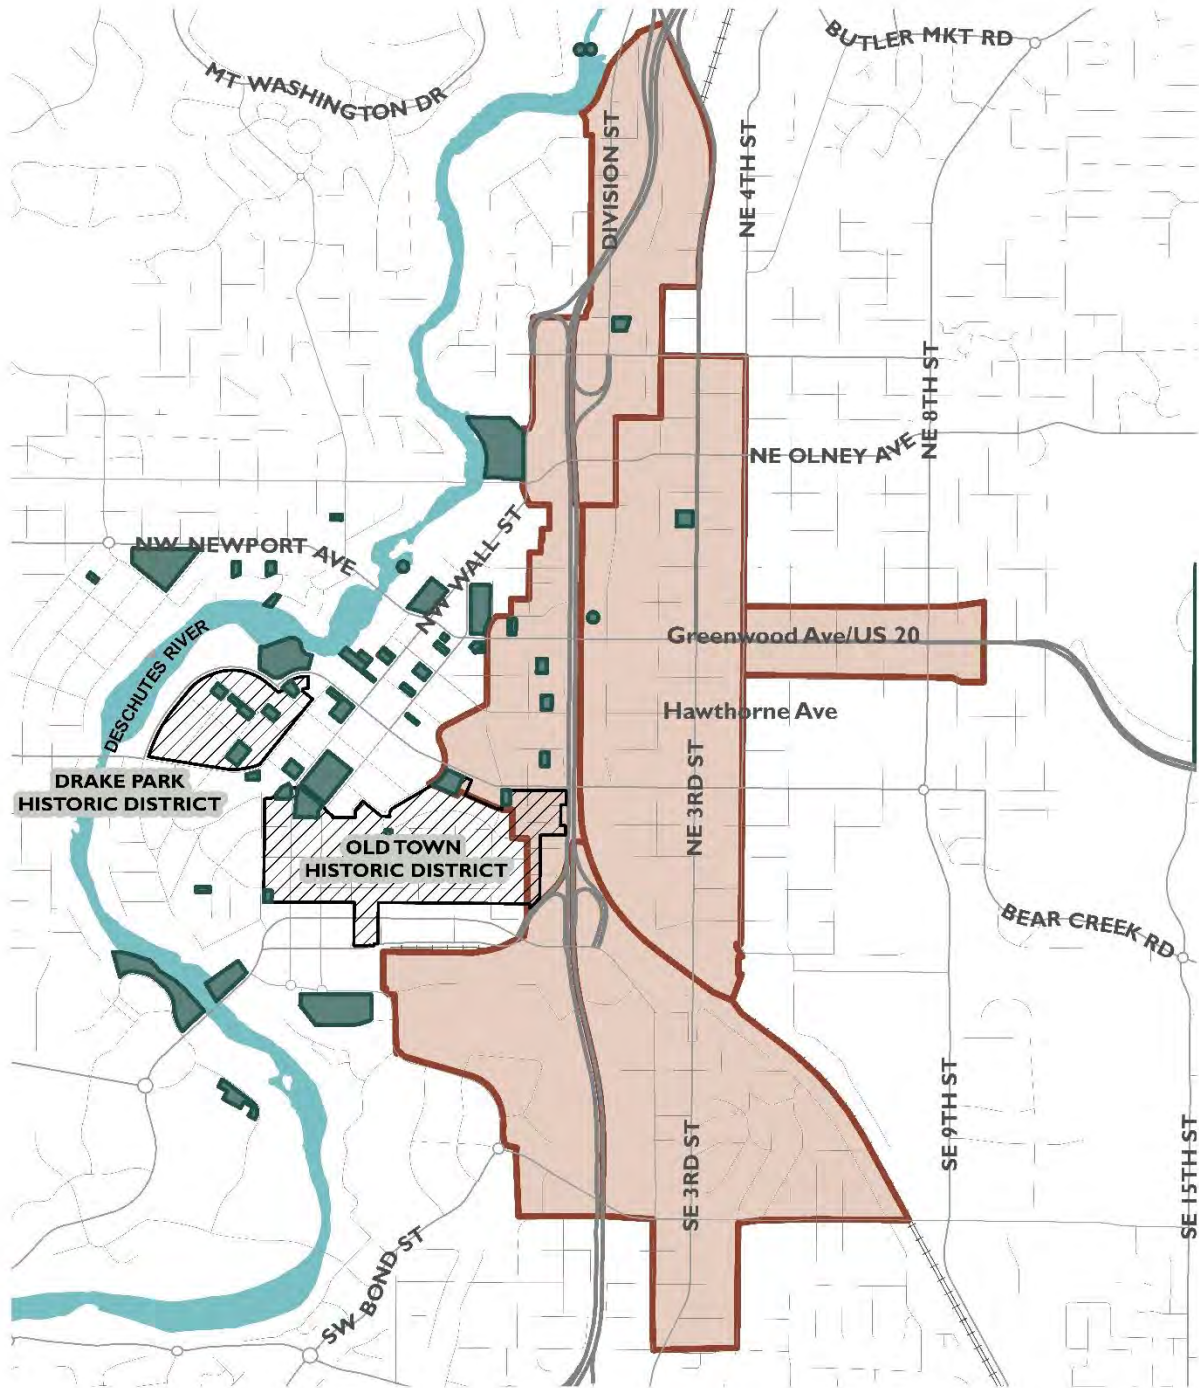 BUTLER MKT RD
MT WASHINGTON DR
DIVISION ST
NE 4TH ST
NE 8TH ST
NE OLNEY AVE
NW WALL ST
NW NEWPORT AVE
Greenwood Ave/US 20
DESCHUTES RIVER
Hawthorne Ave
DRAKE PARK
HISTORIC DISTRICT
NE 3RD ST
OLD TOWN
HISTORIC DISTRICT
BEAR CREEK RD
SE 9TH ST
SE 3RD ST
SE 15TH ST
SW BOND ST